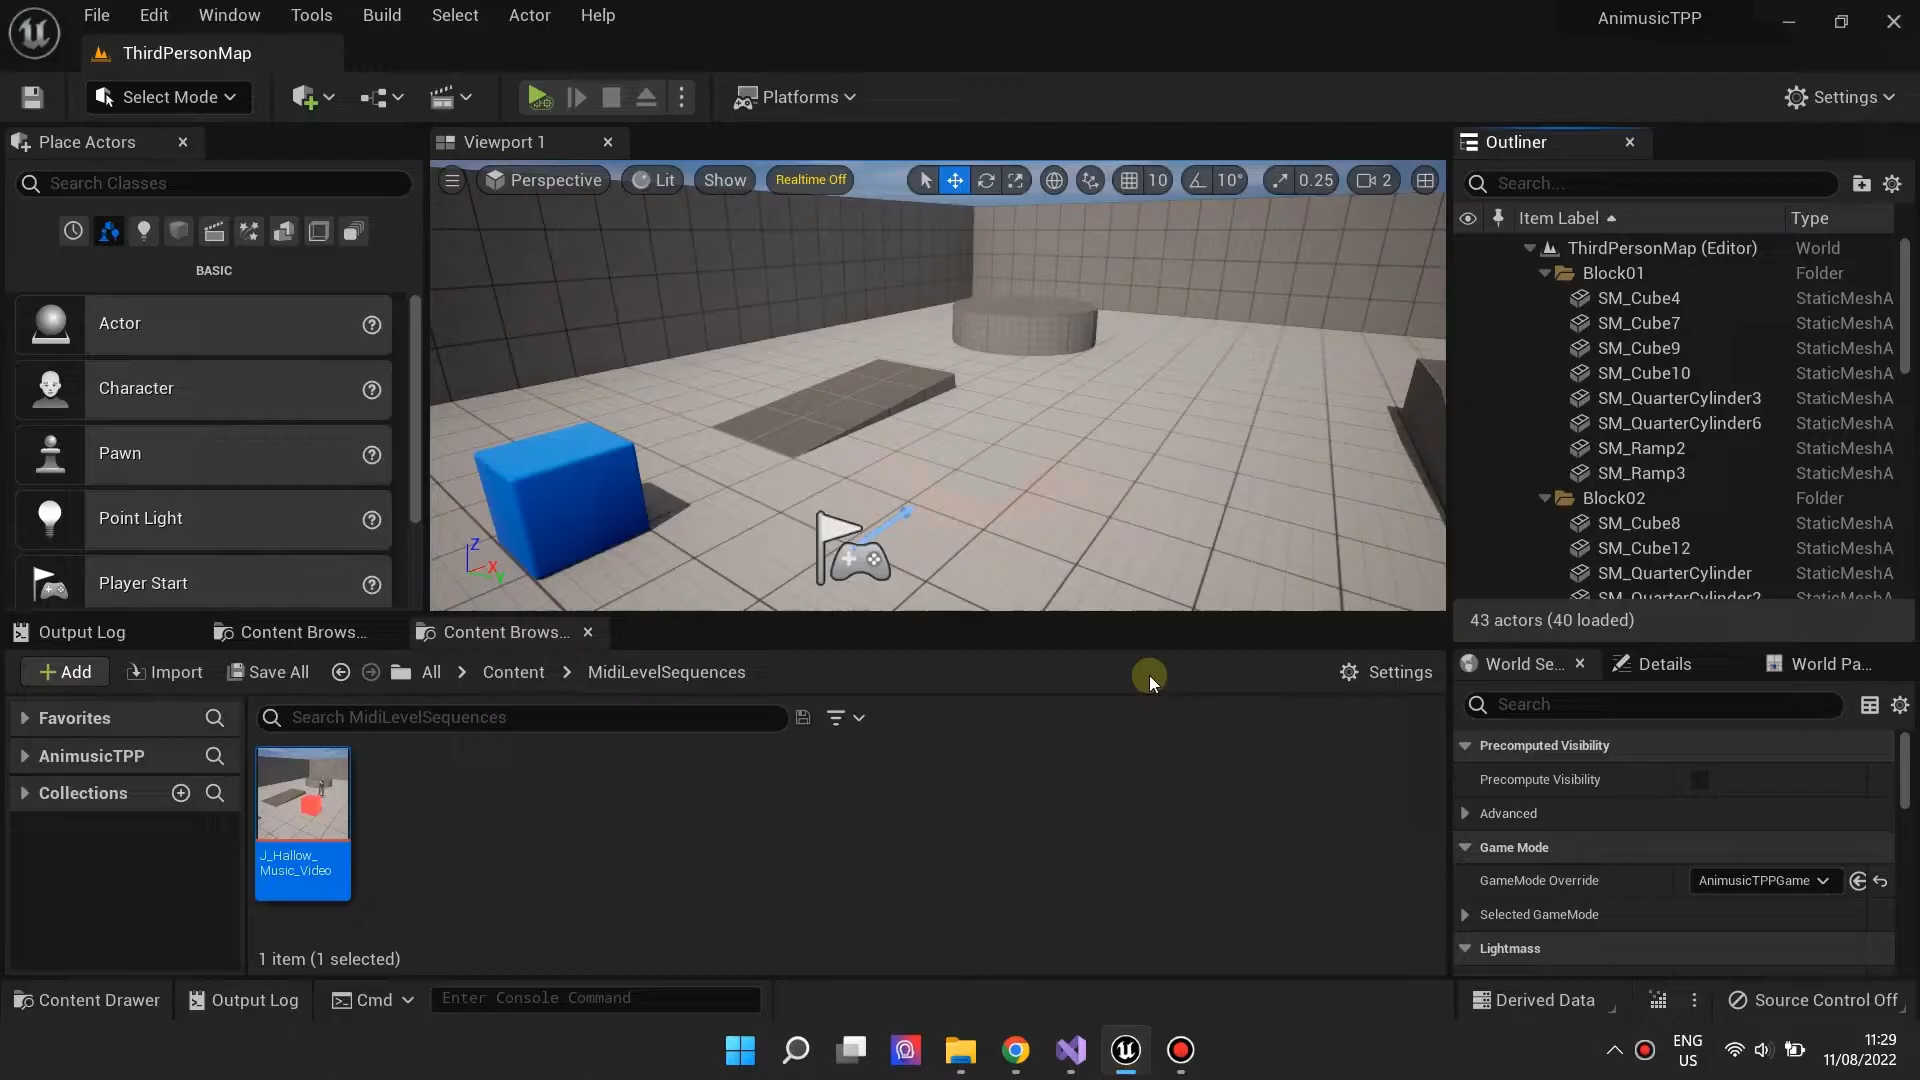 File Edit Window Tools Build Select Actor Help
AnimusicTPP
ThirdPersonMap
Select Mode
Platforms
Settings
Place Actors
Viewport 1
Outliner
Search Classes
Perspective
Lit
Show
Realtime Off
10
10°
0.25
2
Search...
Item Label
Type
BASIC
Actor
Character
Pawn
Point Light
Player Start
Z
X
Y
ThirdPersonMap (Editor) World
Block01 Folder
SM_Cube4 StaticMeshA
SM_Cube7 StaticMeshA
SM_Cube9 StaticMeshA
SM_Cube10 StaticMeshA
SM_QuarterCylinder3 StaticMeshA
SM_QuarterCylinder6 StaticMeshA
SM_Ramp2 StaticMeshA
SM_Ramp3 StaticMeshA
Block02 Folder
SM_Cube8 StaticMeshA
SM_Cube12 StaticMeshA
SM_QuarterCylinder StaticMeshA
SM_QuarterCylinder2 StaticMeshA
43 actors (40 loaded)
Output Log
Content Brows...
Content Brows...
Add
Import
Save All
All
Content
MidiLevelSequences
Settings
Favorites
AnimusicTPP
Collections
Search MidiLevelSequences
J_Hallow_
Music_Video
1 item (1 selected)
World Se...
Details
World Pa...
Search
Precomputed Visibility
Precompute Visibility
Advanced
Game Mode
GameMode Override
AnimusicTPPGame
Selected GameMode
Lightmass
Content Drawer
Output Log
Cmd
Enter Console Command
Derived Data
Source Control Off
ENG
US
11:29
11/08/2022